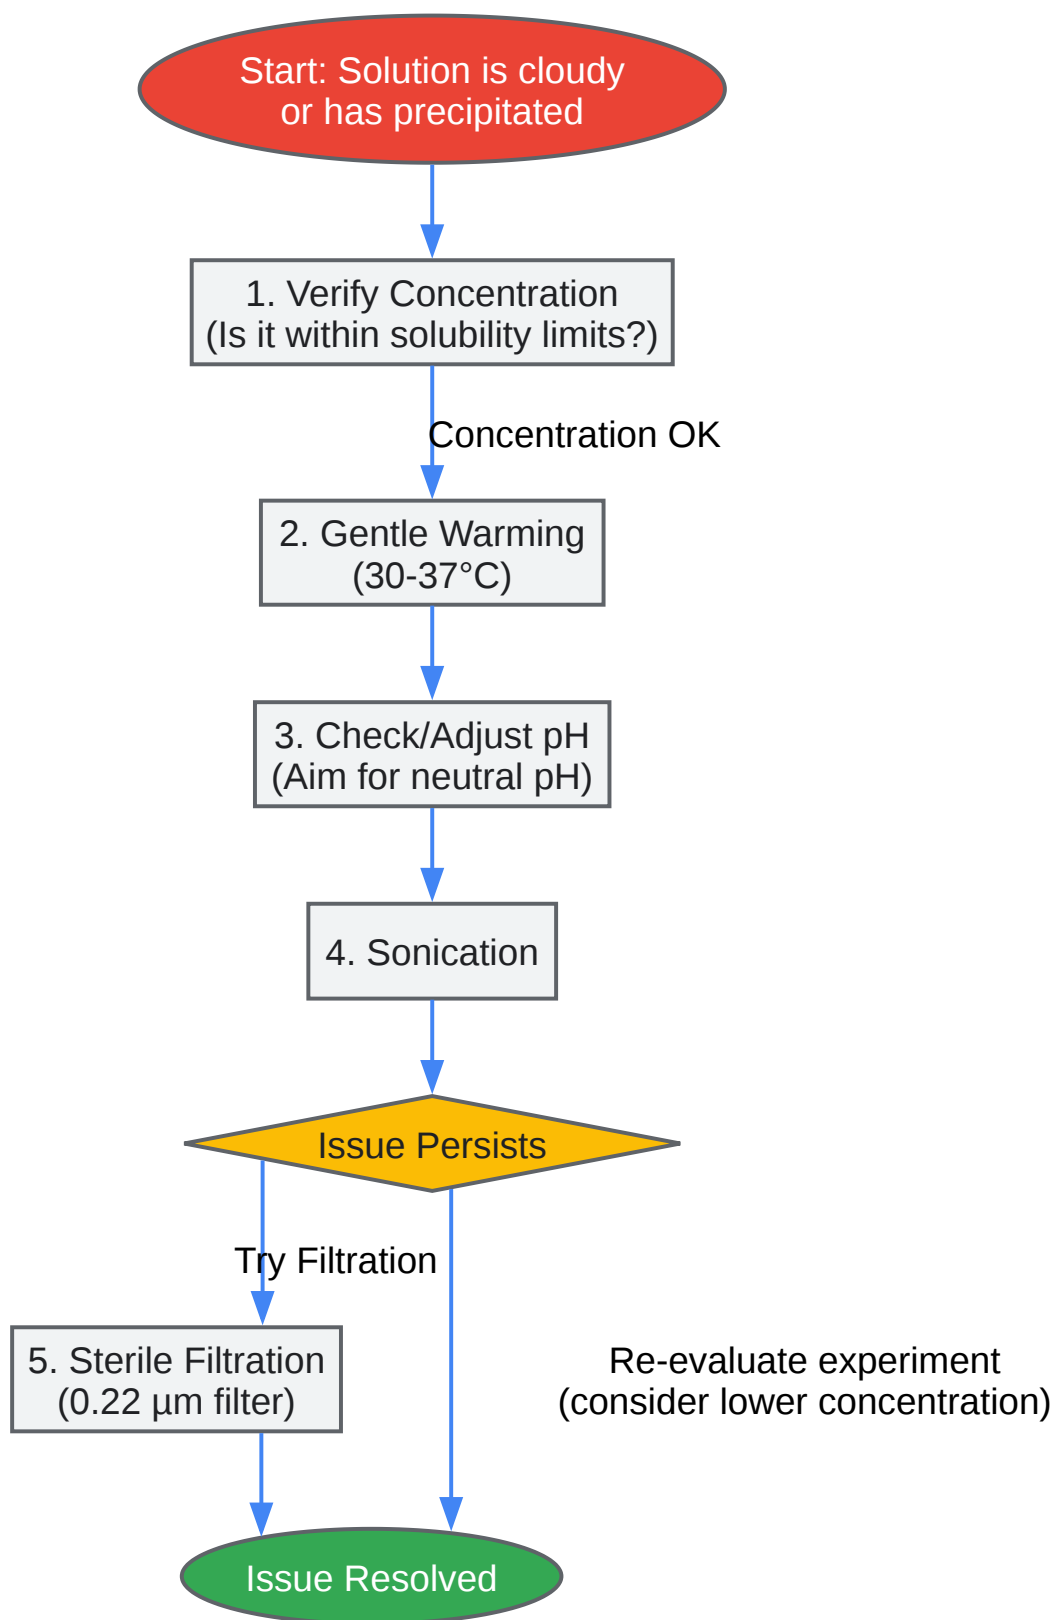 Start: Solution is cloudy
or has precipitated
1. Verify Concentration
(Is it within solubility limits?)
Concentration OK
2. Gentle Warming
(30-37°C)
3. Check/Adjust pH
(Aim for neutral pH)
4. Sonication
Issue Persists
Try Filtration
5. Sterile Filtration
(0.22 µm filter)
Re-evaluate experiment
(consider lower concentration)
Issue Resolved